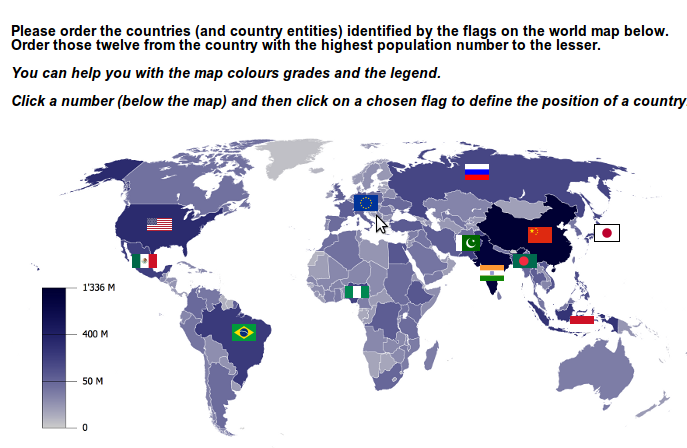 Please order the countries (and country entities) identified by the flags on the world map below.
Order those twelve from the country with the highest population number to the lesser.
You can help you with the map colours grades and the legend.
Click a number (below the map) and then click on a chosen flag to define the position of a country
1'336 M
400 M
50 M
0